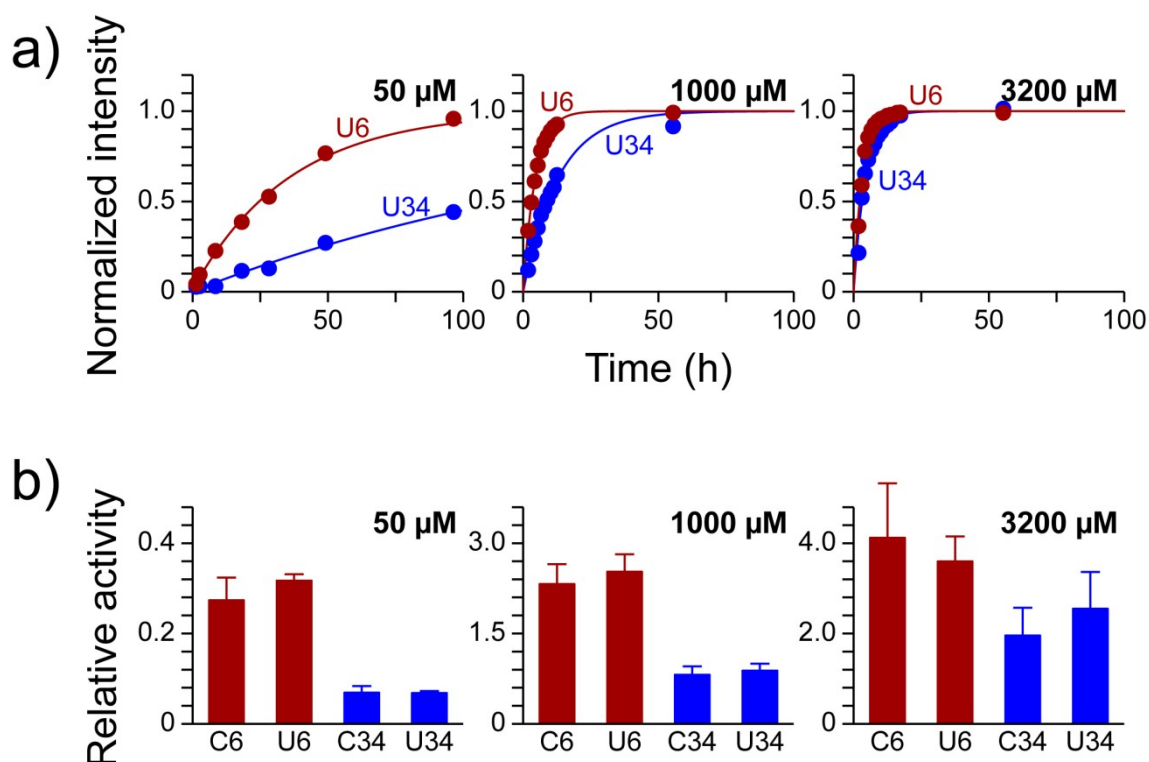 a)
Normalized intensity
50 µM
1000 µM
3200 µM
1.0
0.5
0
U6
U34
0
50
100
1.0
0.5
0
U6
U34
0
50
100
1.0
0.5
0
U6
U34
0
50
100
Time (h)
b)
Relative activity
50 µM
1000 µM
3200 µM
0.4
0.2
0
C6 U6 C34 U34
3.0
1.5
0
C6 U6 C34 U34
4.0
2.0
0
C6 U6 C34 U34